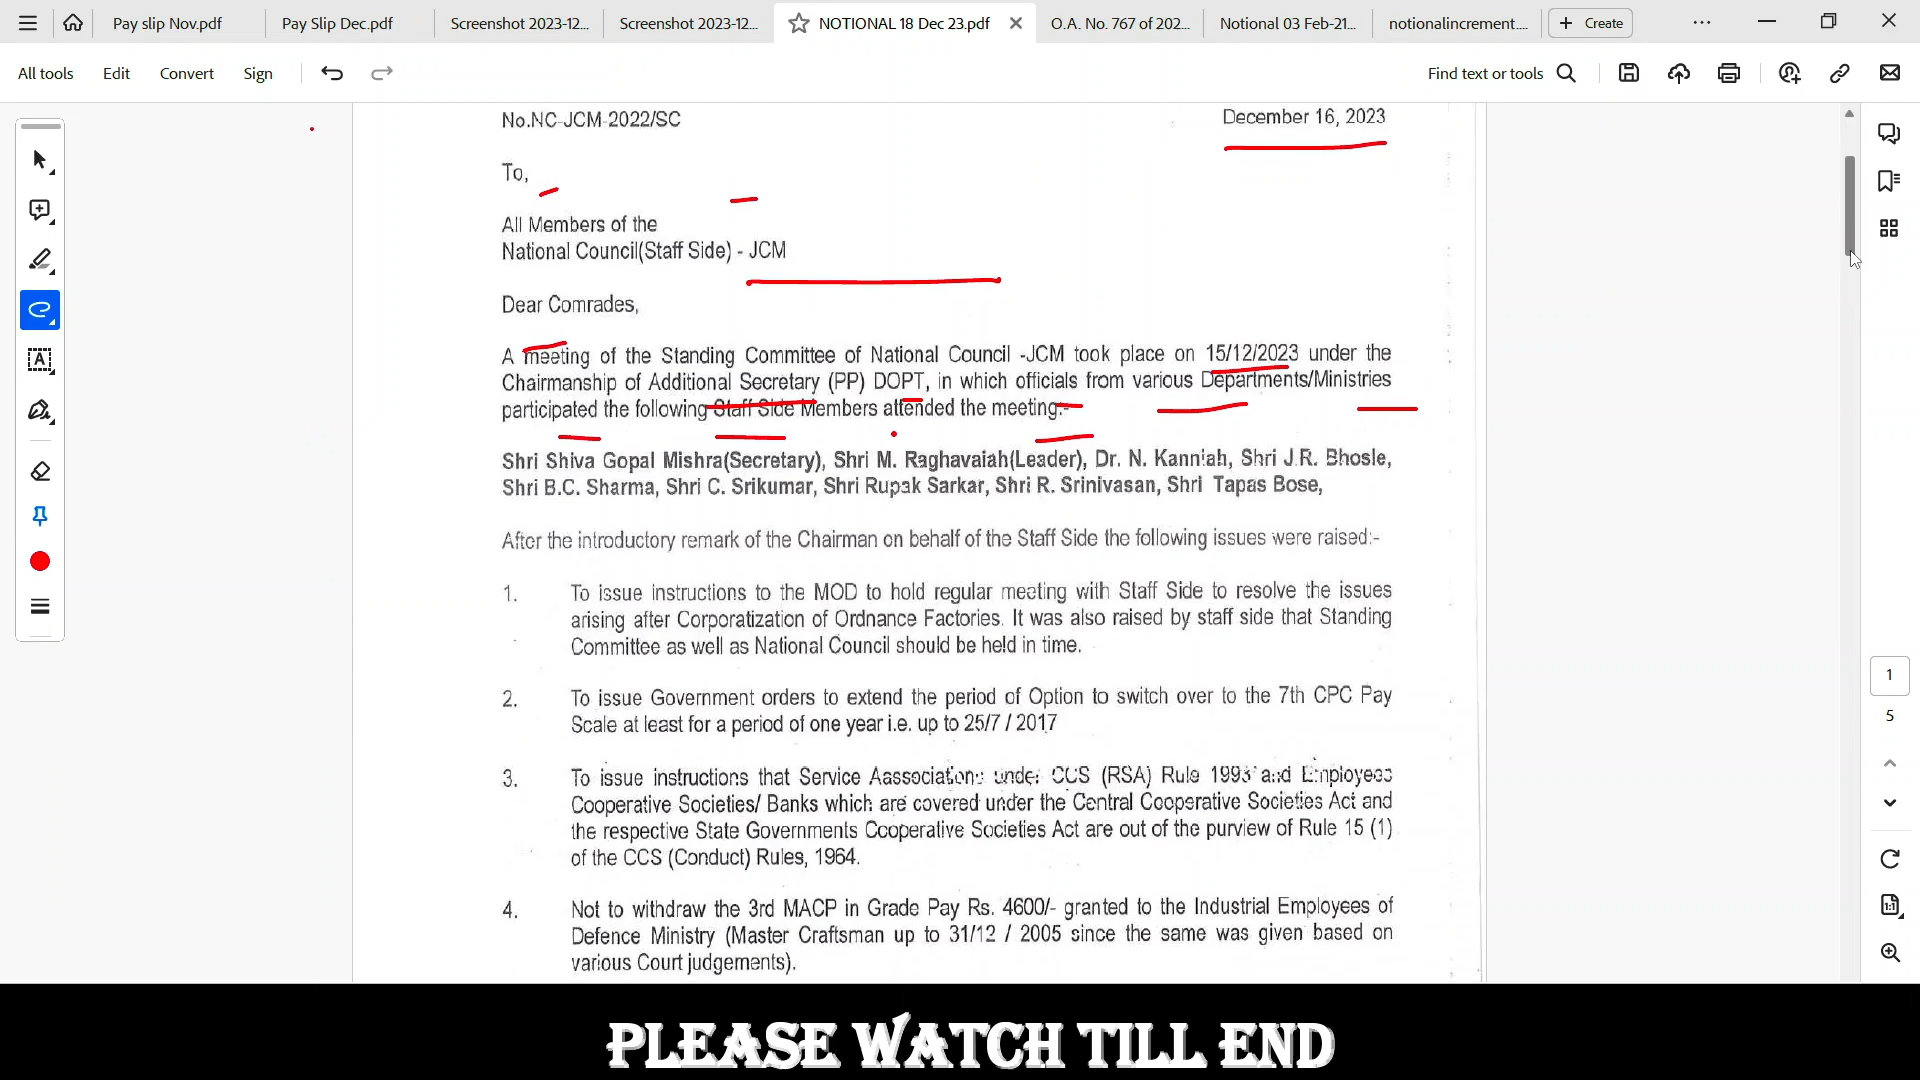 Pay slip Nov.pdf
Pay Slip Dec.pdf
Screenshot 2023-12...
Screenshot 2023-12...
NOTIONAL 18 Dec 23.pdf
O.A. No. 767 of 202...
Notional 03 Feb-21...
notionalincrement....
Create
All tools
Edit
Convert
Sign
Find text or tools
No.NC-JCM-2022/SC
December 16, 2023
To,
All Members of the
National Council(Staff Side) - JCM
Dear Comrades,
A meeting of the Standing Committee of National Council -JCM took place on 15/12/2023 under the
Chairmanship of Additional Secretary (PP) DOPT, in which officials from various Departments/Ministries
participated the following Staff Side Members attended the meeting:-
Shri Shiva Gopal Mishra(Secretary), Shri M. Raghavaiah(Leader), Dr. N. Kanniah, Shri J.R. Bhosle,
Shri B.C. Sharma, Shri C. Srikumar, Shri Rupak Sarkar, Shri R. Srinivasan, Shri Tapas Bose,
After the introductory remark of the Chairman on behalf of the Staff Side the following issues were raised:-
1. To issue instructions to the MOD to hold regular meeting with Staff Side to resolve the issues
arising after Corporatization of Ordnance Factories. It was also raised by staff side that Standing
Committee as well as National Council should be held in time.
2. To issue Government orders to extend the period of Option to switch over to the 7th CPC Pay
Scale at least for a period of one year i.e. up to 25/7 / 2017
3. To issue instructions that Service Aassociations under CCS (RSA) Rule 1993 and Employees
Cooperative Societies/ Banks which are covered under the Central Cooperative Societies Act and
the respective State Governments Cooperative Societies Act are out of the purview of Rule 15 (1)
of the CCS (Conduct) Rules, 1964.
4. Not to withdraw the 3rd MACP in Grade Pay Rs. 4600/- granted to the Industrial Employees of
Defence Ministry (Master Craftsman up to 31/12 / 2005 since the same was given based on
various Court judgements).
1
5
PLEASE WATCH TILL END